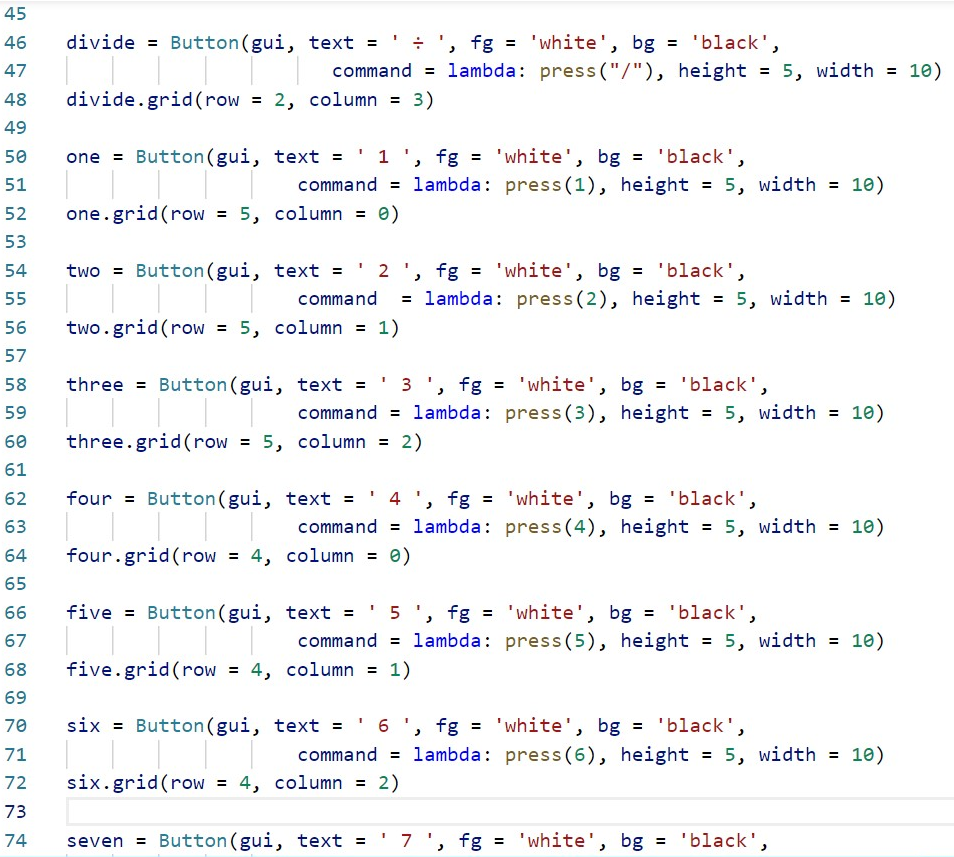 45
46 divide = Button(gui, text = ' ÷ ', fg = 'white', bg = 'black',
47 command = lambda: press("/"), height = 5, width = 10)
48 divide.grid(row = 2, column = 3)
49
50 one = Button(gui, text = ' 1 ', fg = 'white', bg = 'black',
51 command = lambda: press(1), height = 5, width = 10)
52 one.grid(row = 5, column = 0)
53
54 two = Button(gui, text = ' 2 ', fg = 'white', bg = 'black',
55 command  = lambda: press(2), height = 5, width = 10)
56 two.grid(row = 5, column = 1)
57
58 three = Button(gui, text = ' 3 ', fg = 'white', bg = 'black',
59 command = lambda: press(3), height = 5, width = 10)
60 three.grid(row = 5, column = 2)
61
62 four = Button(gui, text = ' 4 ', fg = 'white', bg = 'black',
63 command = lambda: press(4), height = 5, width = 10)
64 four.grid(row = 4, column = 0)
65
66 five = Button(gui, text = ' 5 ', fg = 'white', bg = 'black',
67 command = lambda: press(5), height = 5, width = 10)
68 five.grid(row = 4, column = 1)
69
70 six = Button(gui, text = ' 6 ', fg = 'white', bg = 'black',
71 command = lambda: press(6), height = 5, width = 10)
72 six.grid(row = 4, column = 2)
73
74 seven = Button(gui, text = ' 7 ', fg = 'white', bg = 'black',